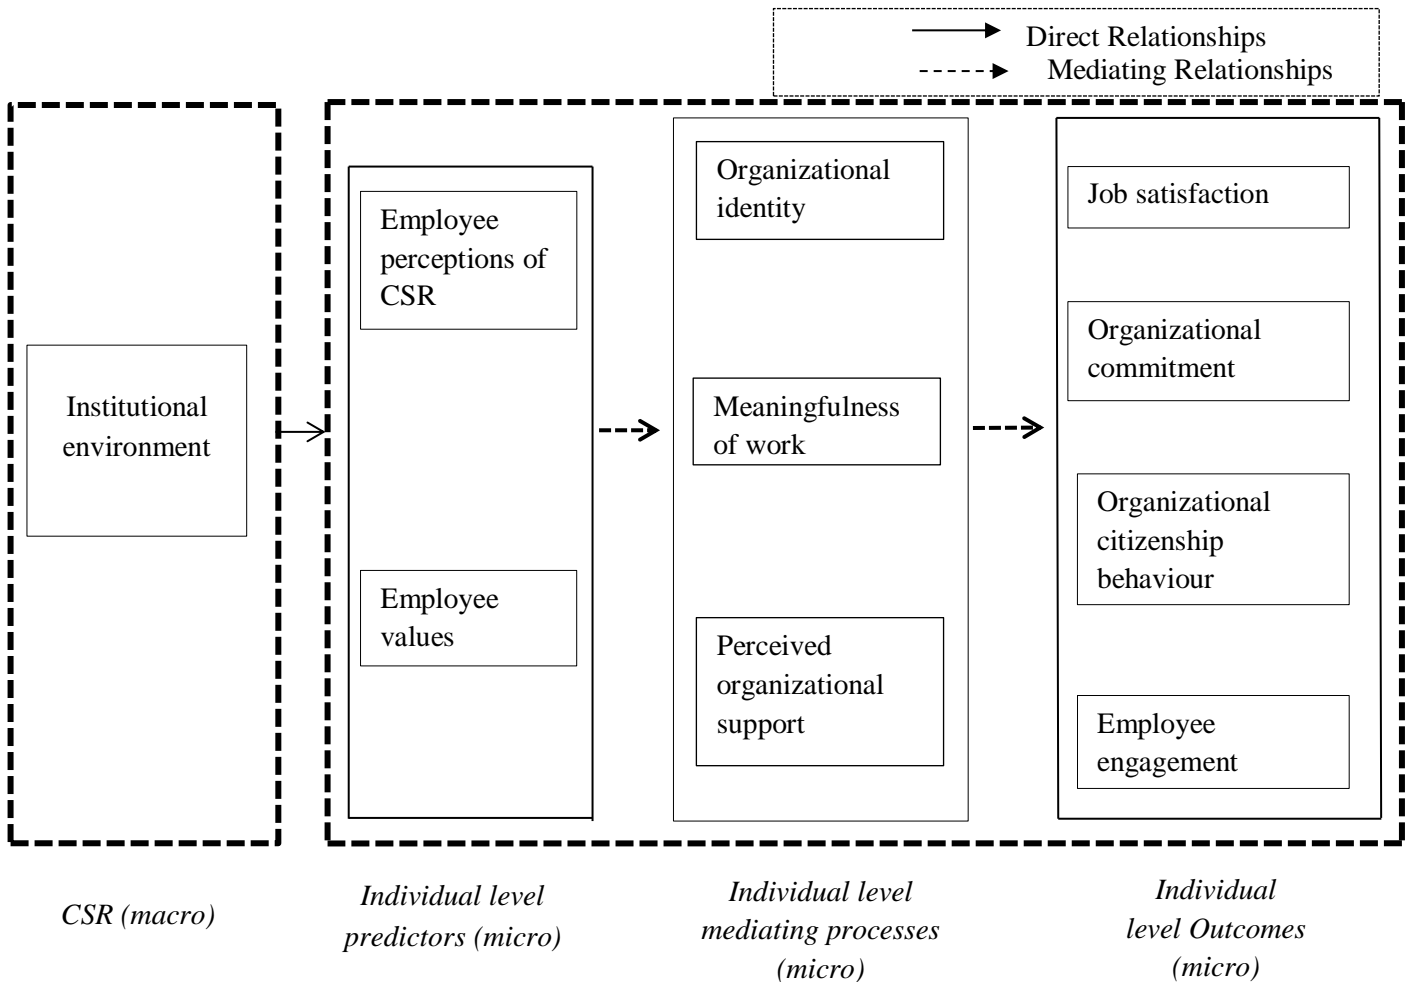 Direct Relationships
Mediating Relationships
Institutional
environment
Employee
perceptions of
CSR
Employee
values
Organizational
identity
Meaningfulness
of work
Perceived
organizational
support
Job satisfaction
Organizational
commitment
Organizational
citizenship
behaviour
Employee
engagement
CSR (macro)
Individual level
predictors (micro)
Individual level
mediating processes
(micro)
Individual
level Outcomes
(micro)